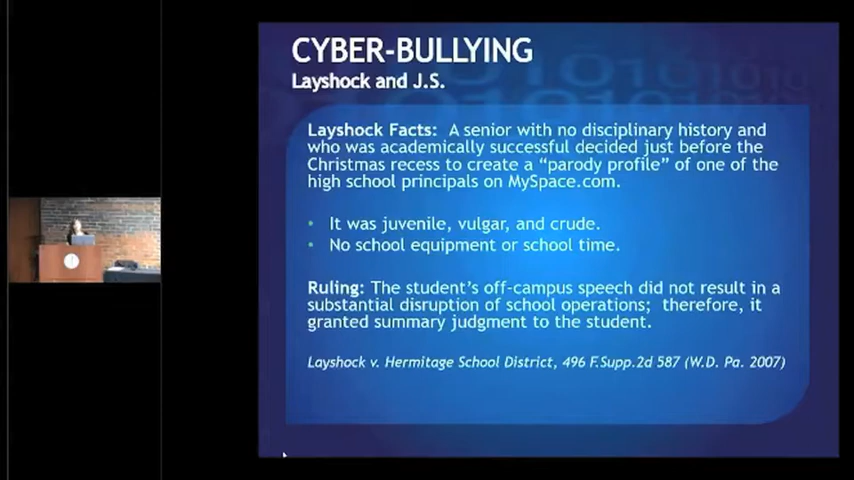 CYBER-BULLYING
Layshock and J.S.
Layshock Facts: A senior with no disciplinary history and
who was academically successful decided just before the
Christmas recess to create a “parody profile” of one of the
high school principals on MySpace.com.
• It was juvenile, vulgar, and crude.
• No school equipment or school time.
Ruling: The student’s off-campus speech did not result in a
substantial disruption of school operations; therefore, it
granted summary judgment to the student.
Layshock v. Hermitage School District, 496 F.Supp.2d 587 (W.D. Pa. 2007)